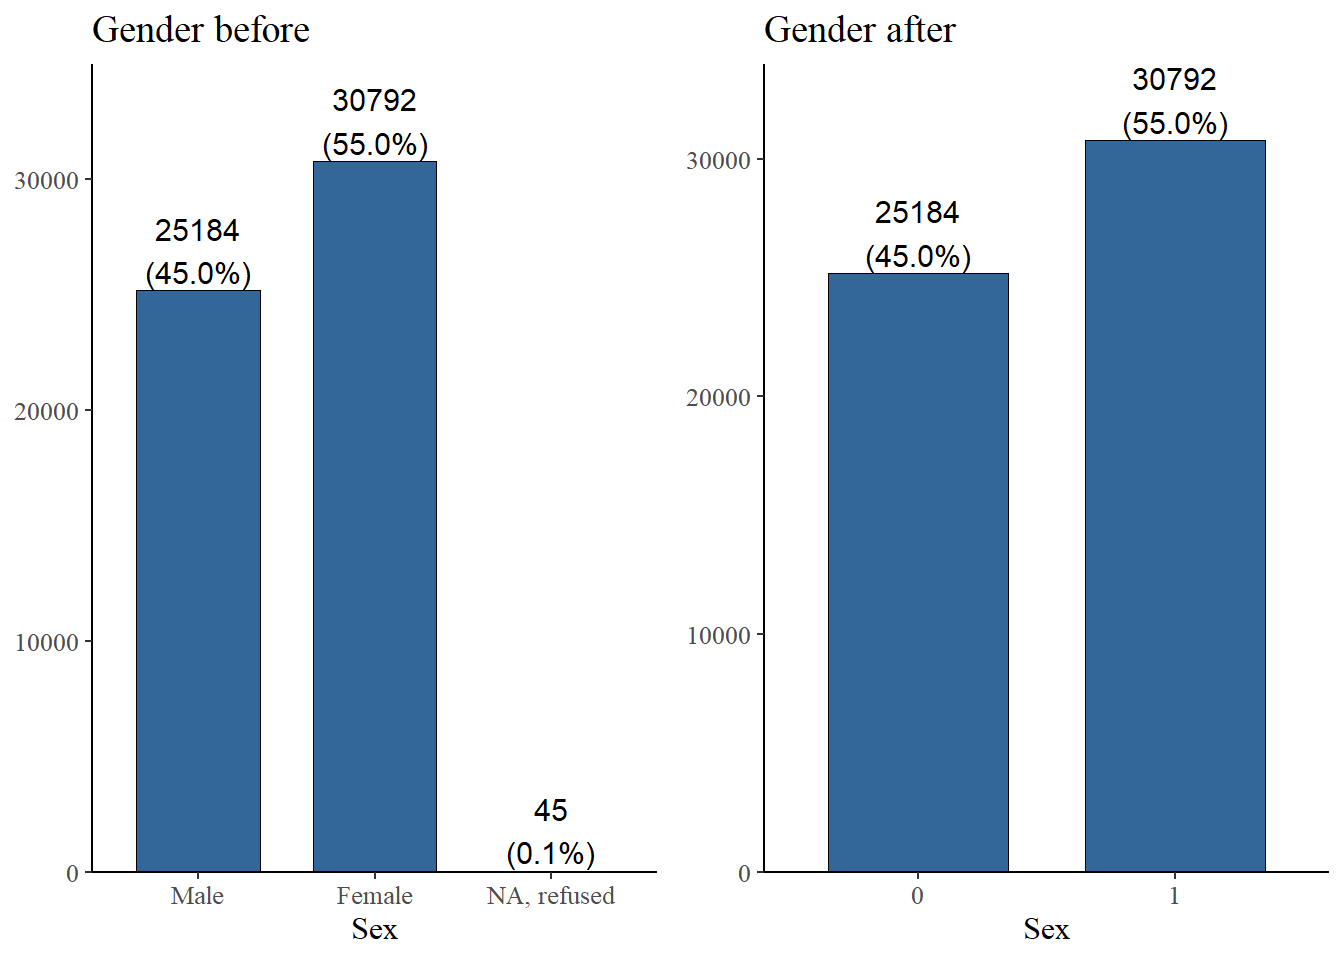 Gender before
30792
(55.0%)
25184
(45.0%)
45
(0.1%)
30000
20000
10000
0
Male
Female
NA, refused
Sex
Gender after
30792
(55.0%)
25184
(45.0%)
30000
20000
10000
0
0
1
Sex